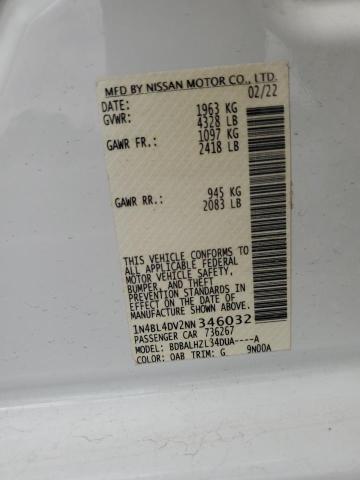 MFD BY NISSAN MOTOR CO., LTD.
DATE: 02/22
GVWR: 1963 KG
4328 LB
GAWR FR.: 1097 KG
2418 LB
GAWR RR.: 945 KG
2083 LB
THIS VEHICLE CONFORMS TO ALL
APPLICABLE FEDERAL
MOTOR VEHICLE SAFETY,
BUMPER, AND THEFT
PREVENTION STANDARDS IN
EFFECT ON THE DATE OF
MANUFACTURE SHOWN ABOVE.
1N4BL4DV2NN346032
PASSENGER CAR 736267
MODEL: BDBALHZL34DUA----A
COLOR: QAB TRIM: G 9N00A